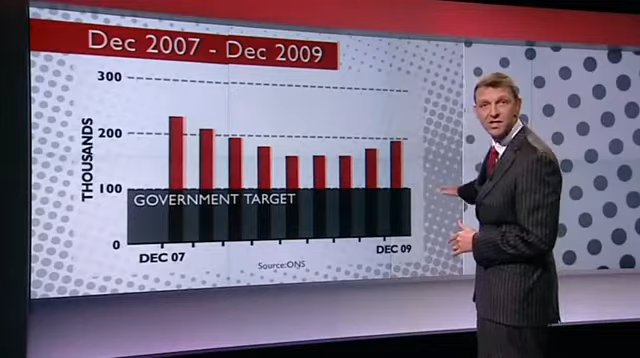 Dec 2007 - Dec 2009
300
THOUSANDS
200
100
GOVERNMENT TARGET
0
DEC 07
DEC 09
Source:ONS